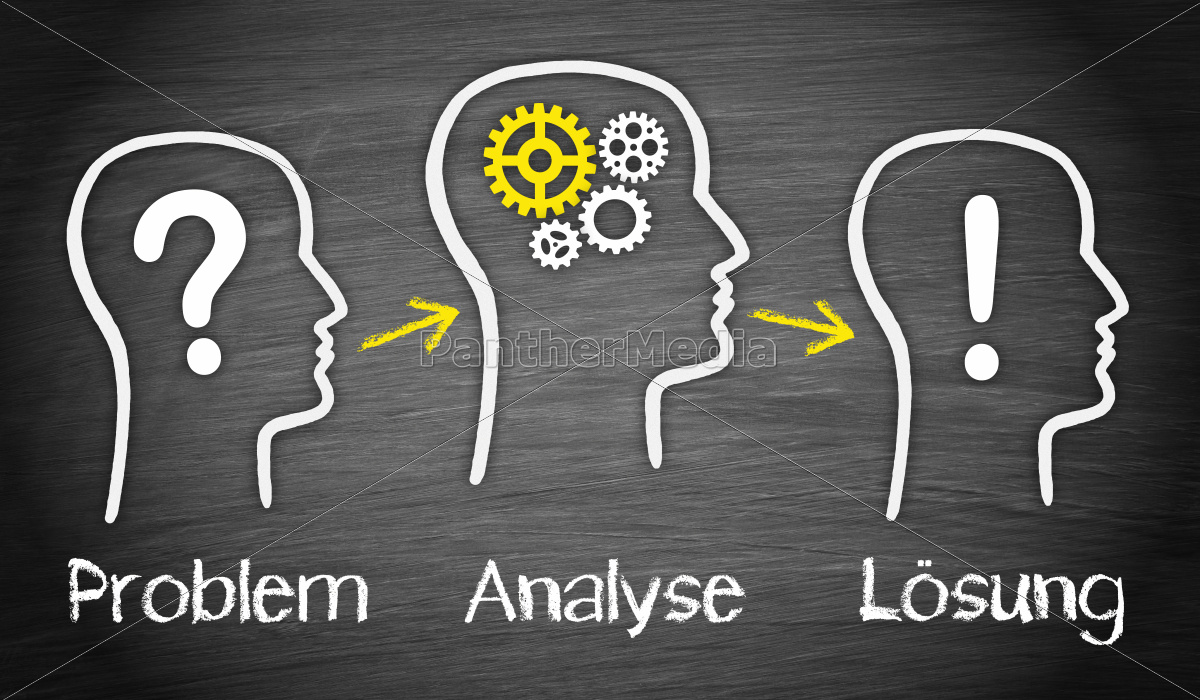 ?
!
PantherMedia
Problem Analyse Lösung